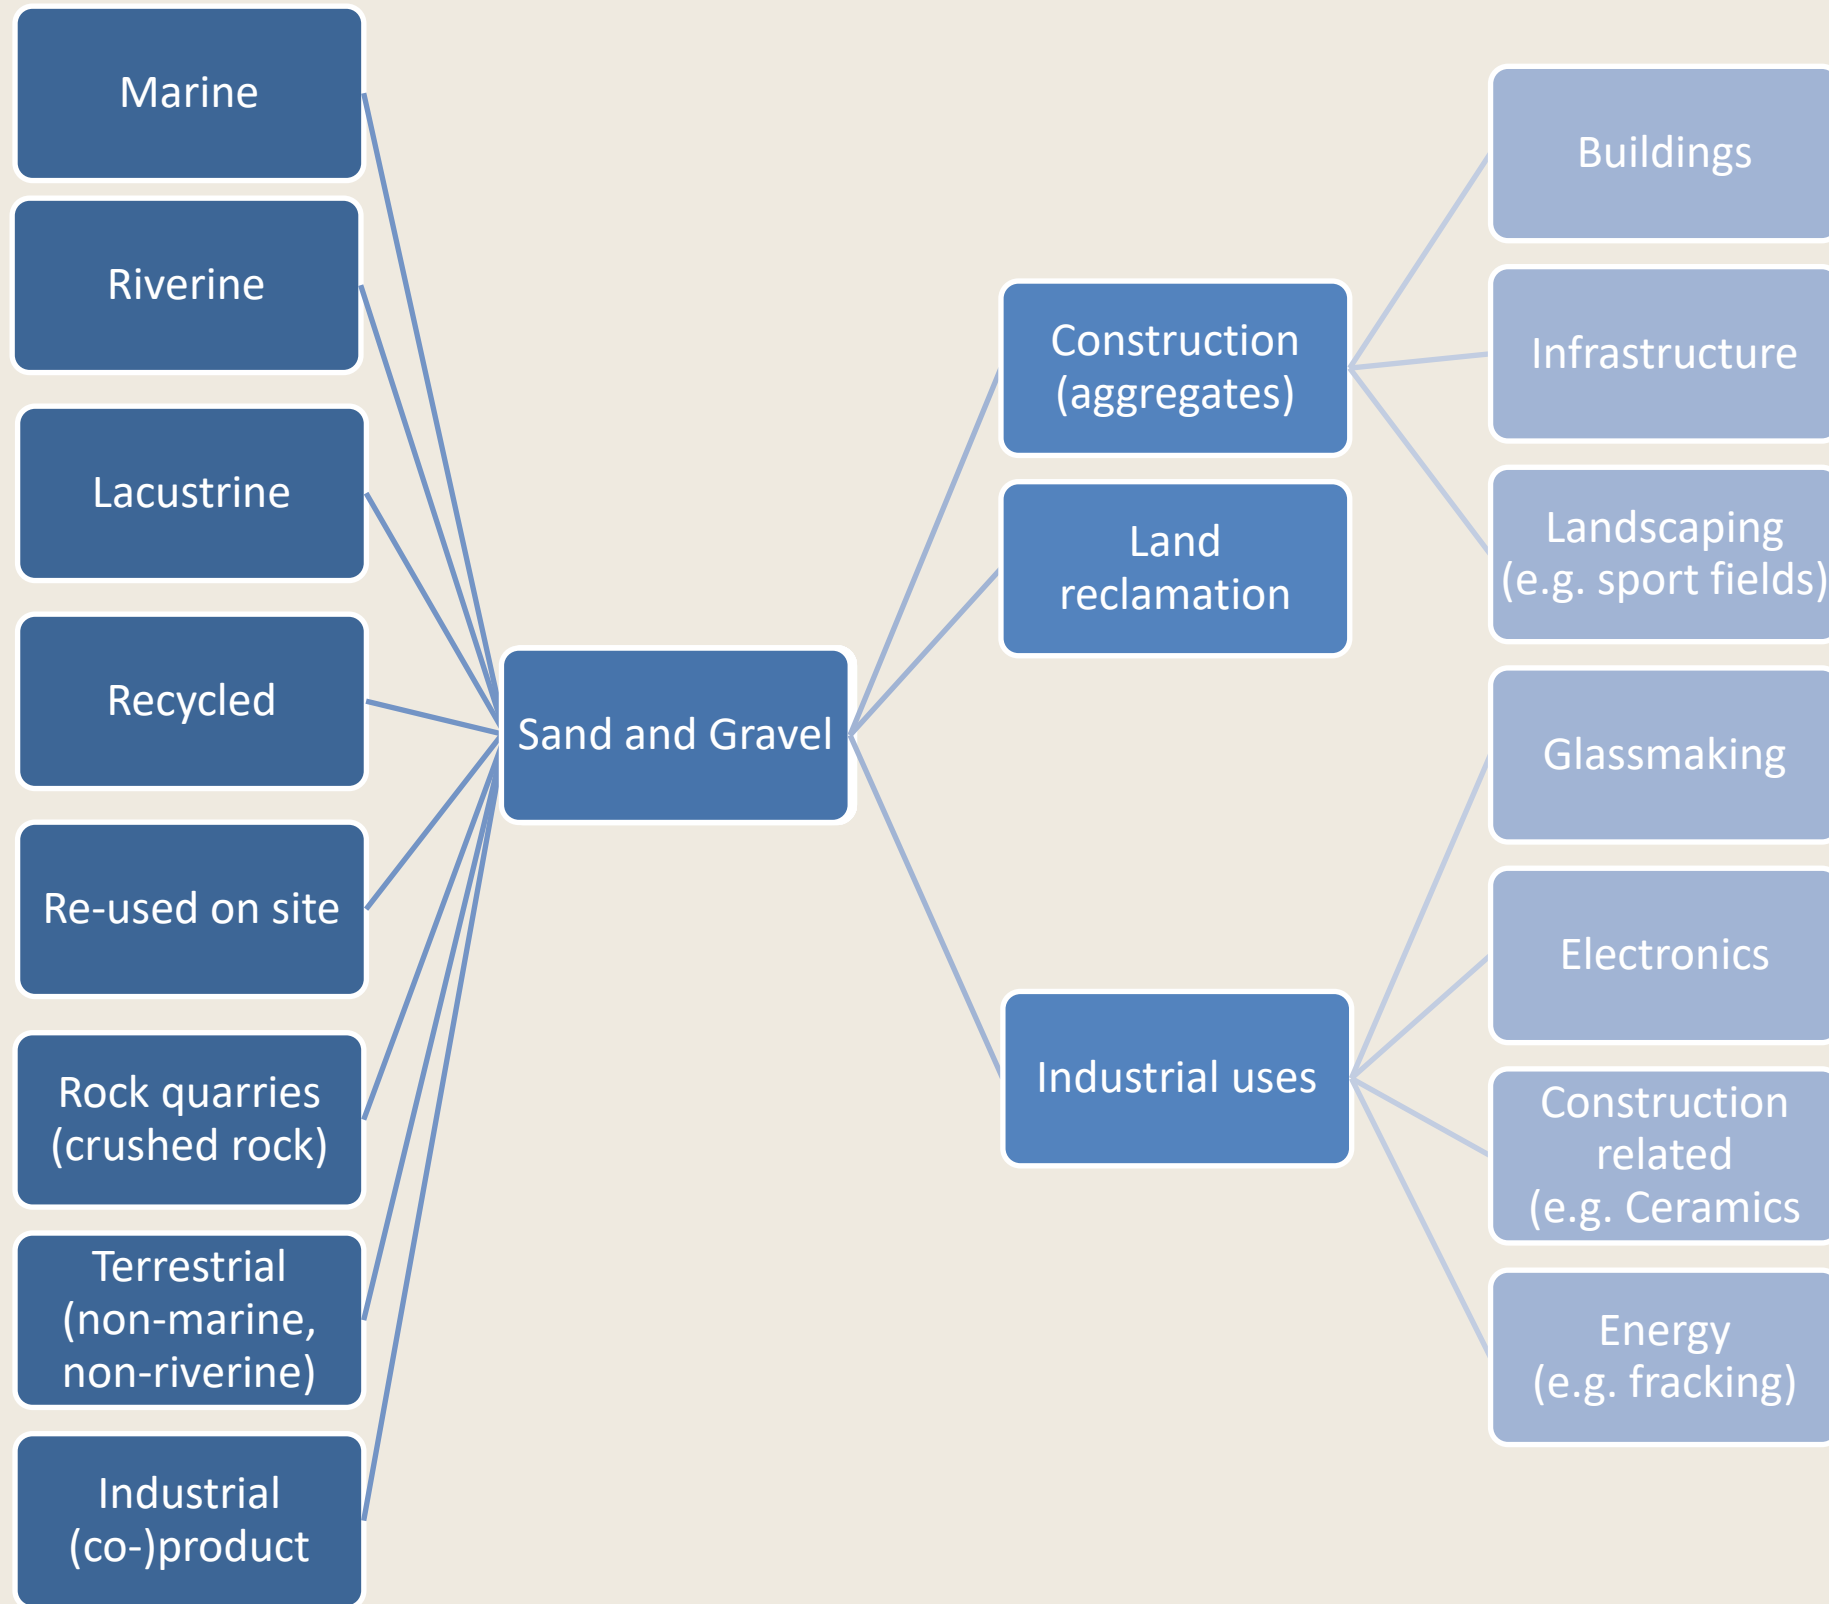 Marine
Riverine
Lacustrine
Recycled
Re-used on site
Rock quarries
(crushed rock)
Terrestrial
(non-marine,
non-riverine)
Industrial
(co-)product
Sand and Gravel
Construction
(aggregates)
Land
reclamation
Industrial uses
Buildings
Infrastructure
Landscaping
(e.g. sport fields)
Glassmaking
Electronics
Construction
related
(e.g. Ceramics
Energy
(e.g. fracking)